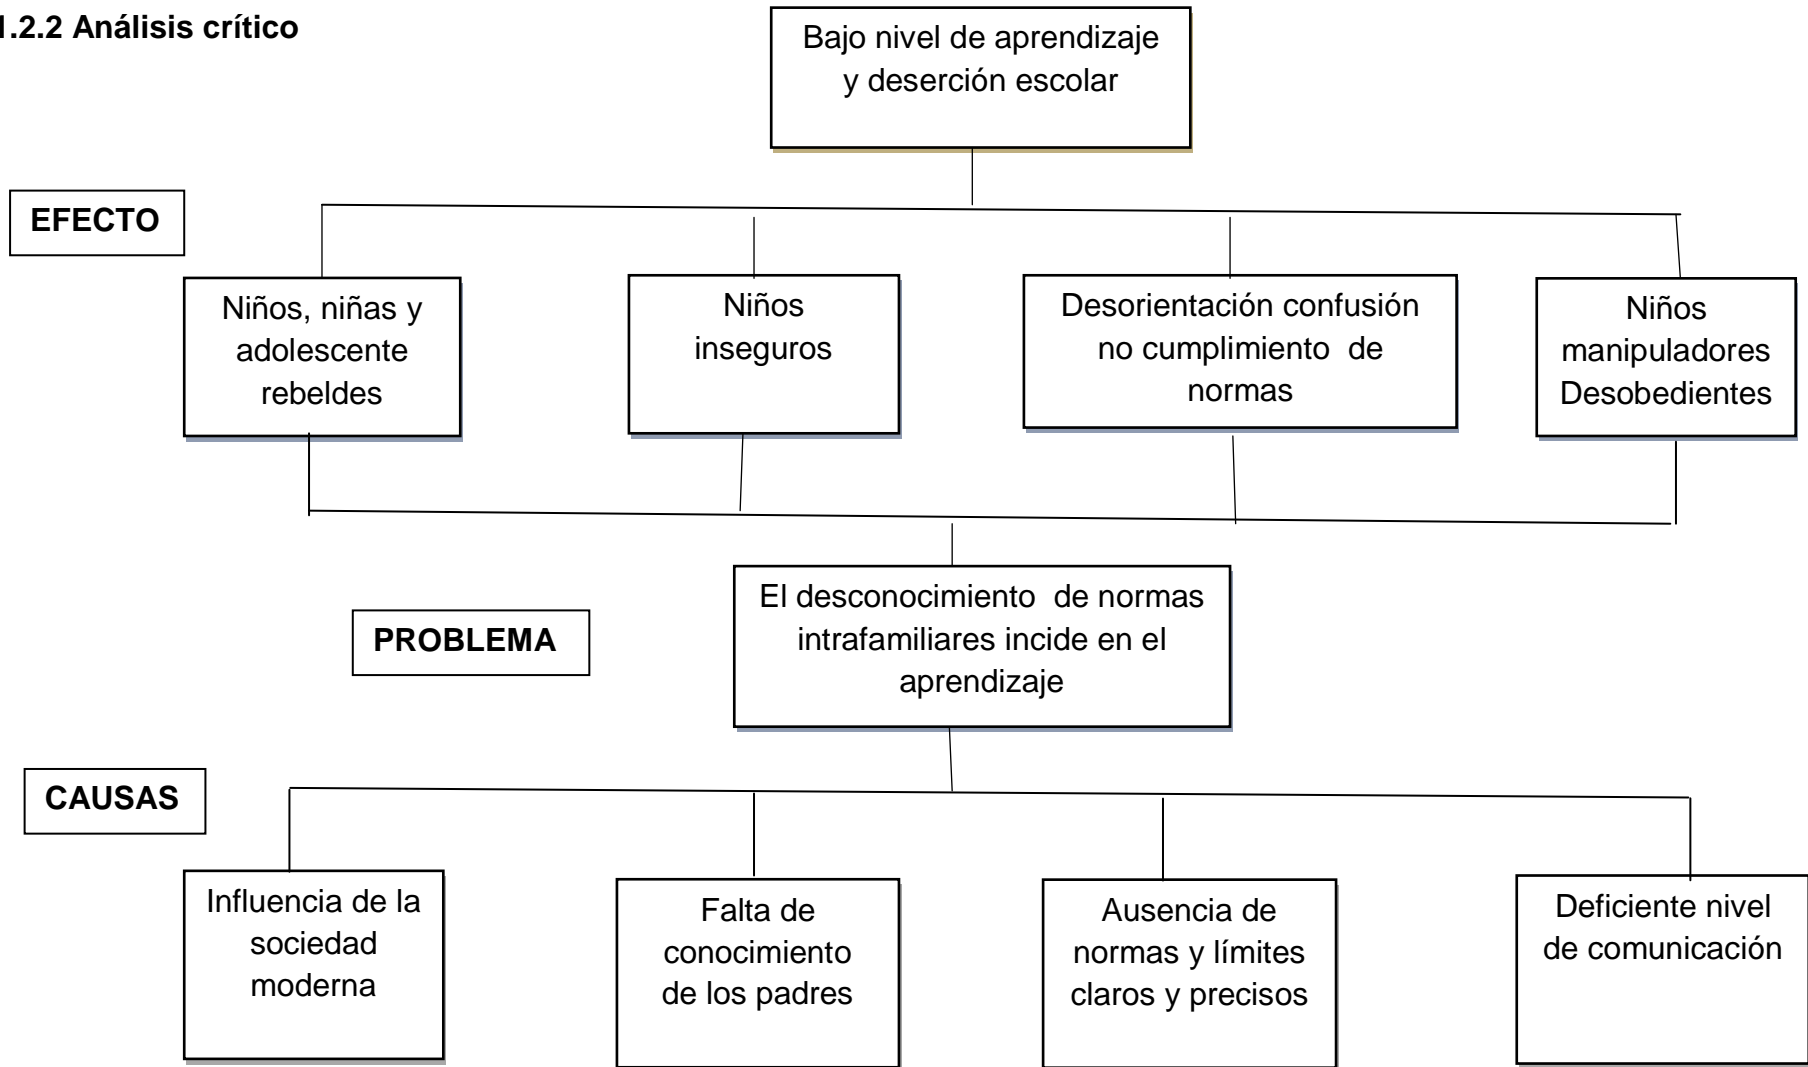 1.2.2 Análisis crítico
Bajo nivel de aprendizaje
y deserción escolar
EFECTO
Niños, niñas y
adolescente
rebeldes
Niños
inseguros
Desorientación confusión
no cumplimiento de
normas
Niños
manipuladores
Desobedientes
El desconocimiento de normas
intrafamiliares incide en el
aprendizaje
PROBLEMA
CAUSAS
Influencia de la
sociedad
moderna
Falta de
conocimiento
de los padres
Ausencia de
normas y límites
claros y precisos
Deficiente nivel
de comunicación